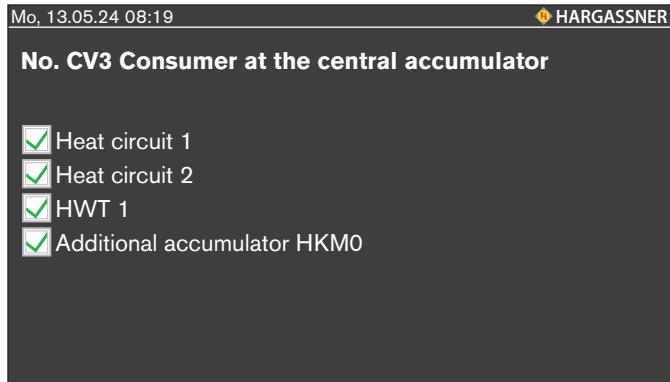 Mo, 13.05.24 08:19 HARGASSNER
No. CV3 Consumer at the central accumulator
Heat circuit 1
Heat circuit 2
HWT 1
Additional accumulator HKM0